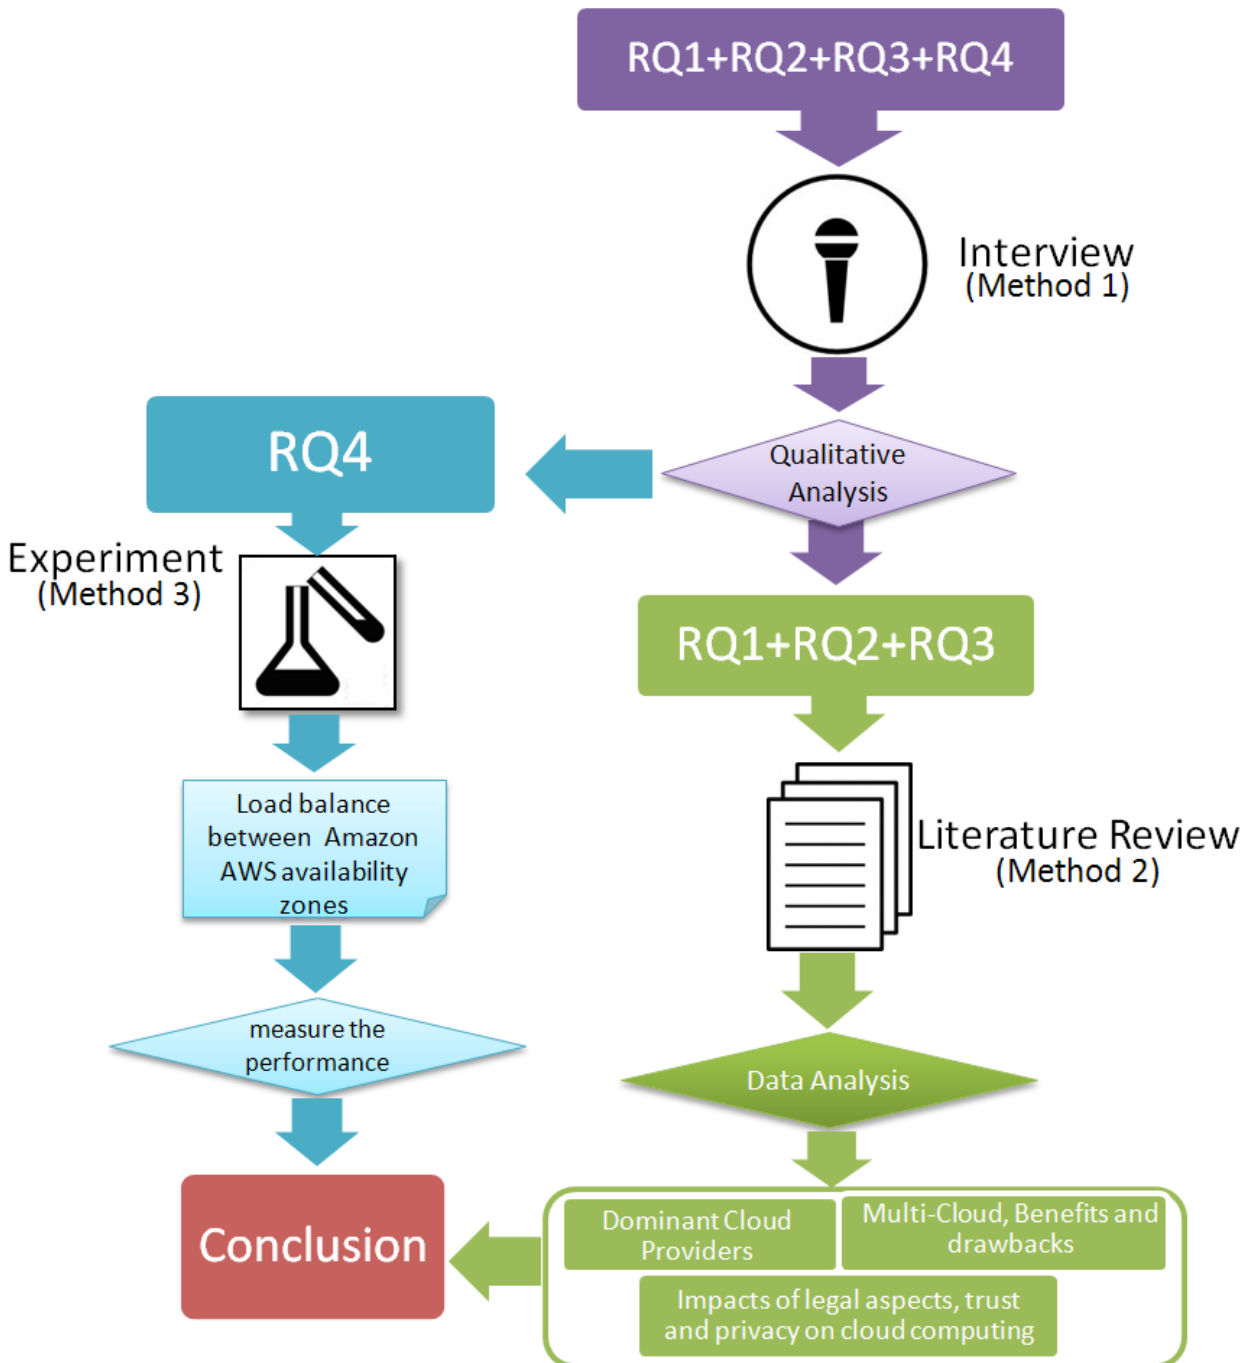 RQ1+RQ2+RQ3+RQ4
Interview
(Method 1)
Qualitative
Analysis
RQ4
Experiment
(Method 3)
RQ1+RQ2+RQ3
Load balance
between Amazon
AWS availability
zones
Literature Review
(Method 2)
measure the
performance
Data Analysis
Conclusion
Dominant Cloud
Providers
Multi-Cloud, Benefits and
drawbacks
Impacts of legal aspects, trust
and privacy on cloud computing